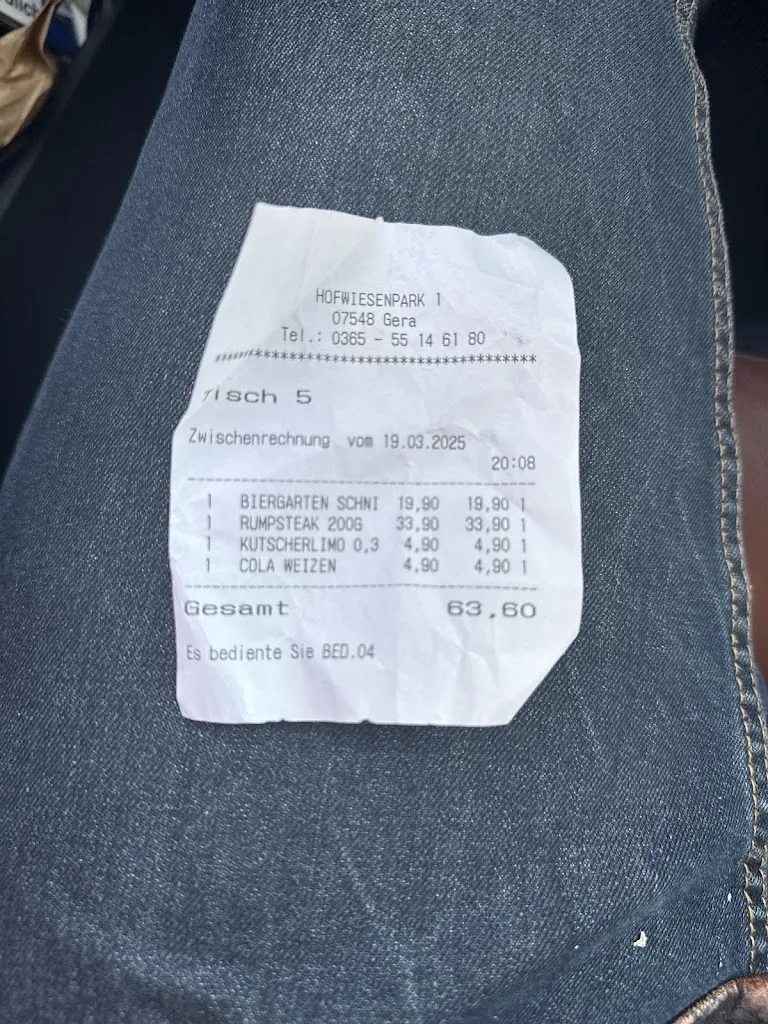 HOFWIESENPARK 1
07548 Gera
Tel.: 0365 - 55 14 61 80
****************************************
Tisch 5
Zwischenrechnung vom 19.03.2025
20:08
1 BIERGARTEN SCHNI 19,90 19,90 1
1 RUMPSTEAK 200G 33,90 33,90 1
1 KUTSCHERLIMO 0,3 4,90 4,90 1
1 COLA WEIZEN 4,90 4,90 1
Gesamt 63,60
Es bediente Sie BED.04